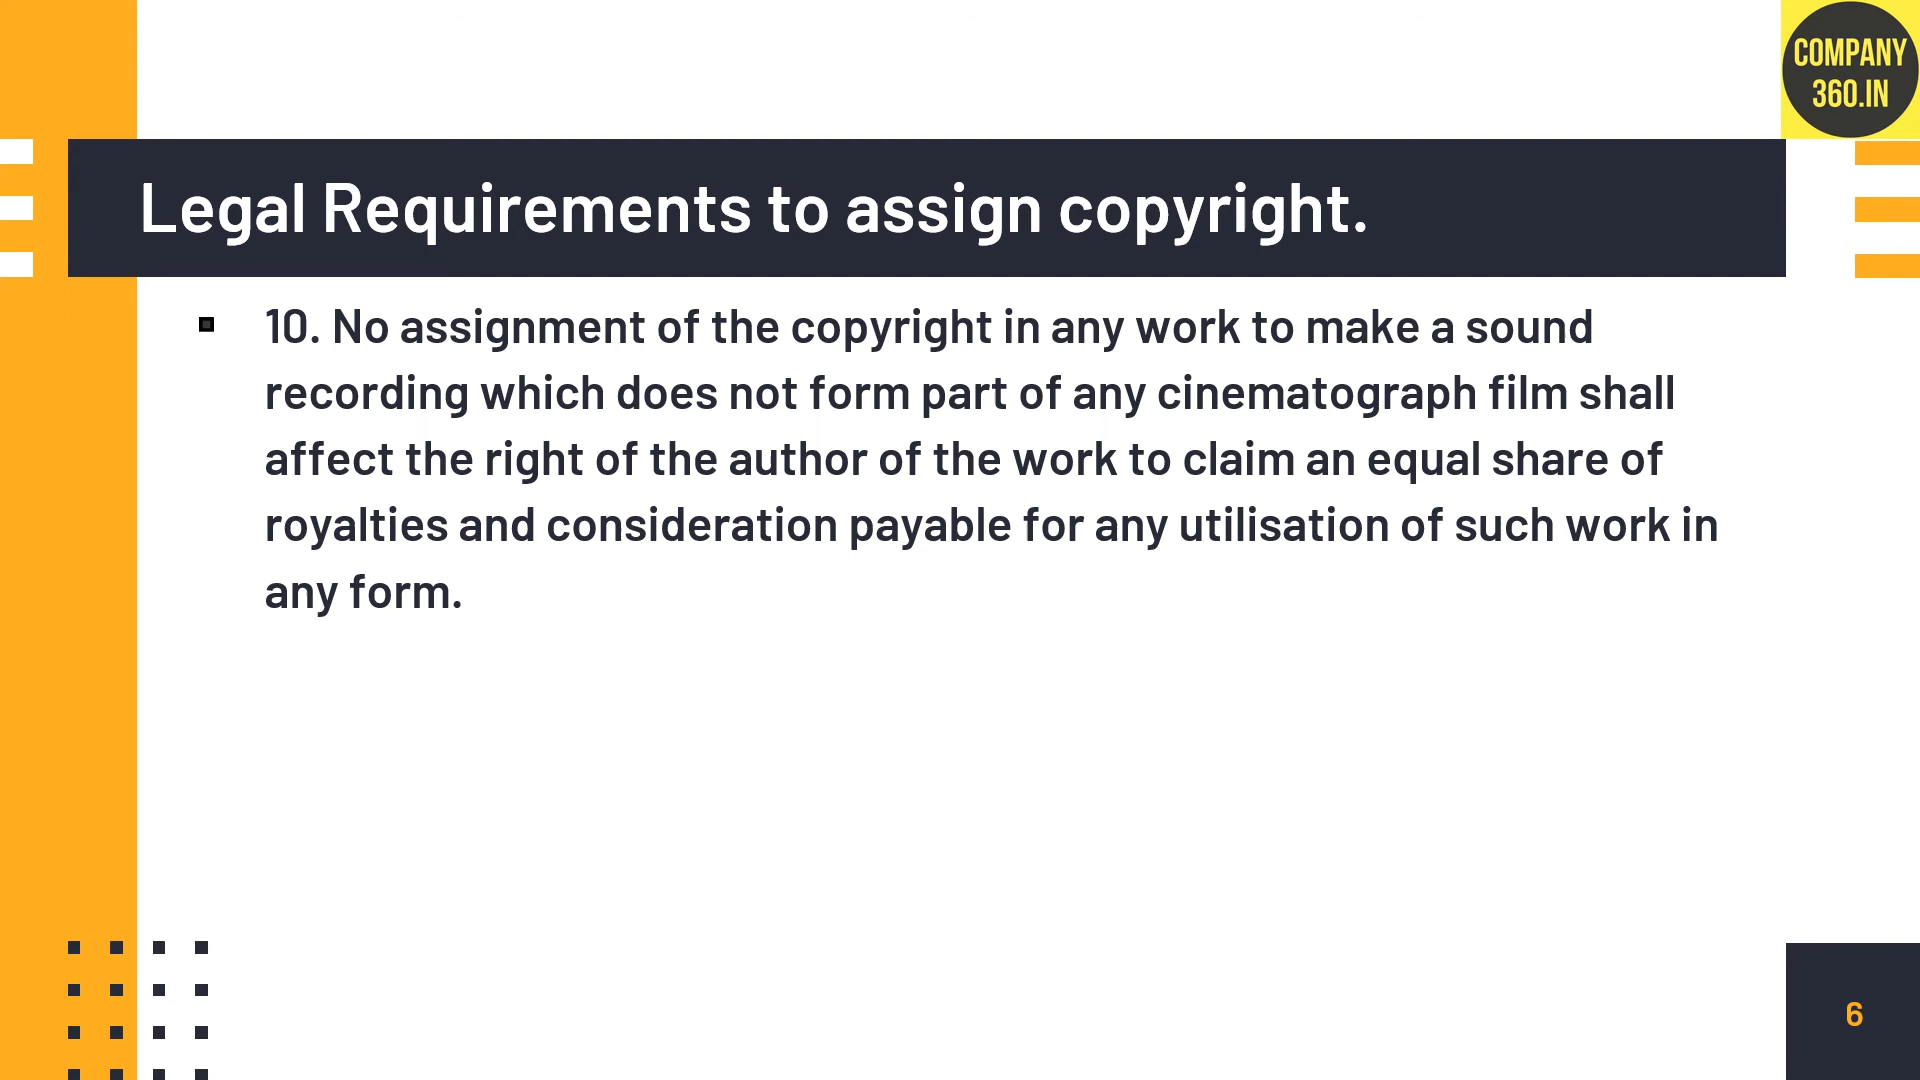 COMPANY
360.IN
Legal Requirements to assign copyright.
10. No assignment of the copyright in any work to make a sound
recording which does not form part of any cinematograph film shall
affect the right of the author of the work to claim an equal share of
royalties and consideration payable for any utilisation of such work in
any form.
6